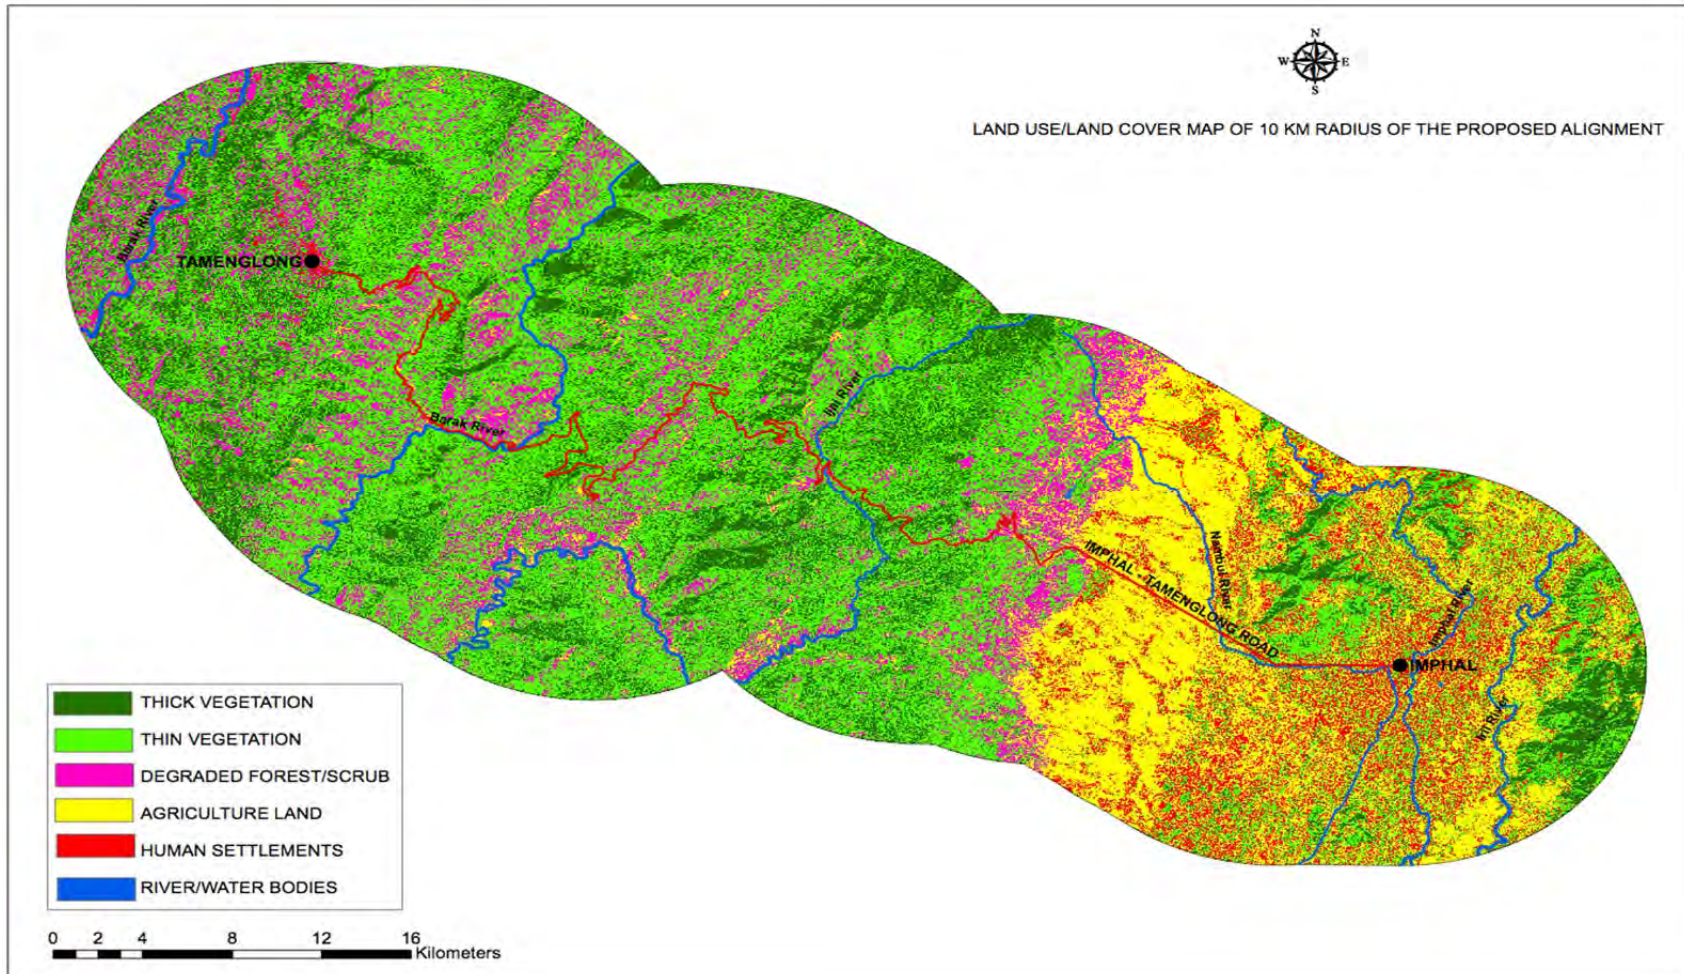 N
W E
S
LAND USE/LAND COVER MAP OF 10 KM RADIUS OF THE PROPOSED ALIGNMENT
Barak River
TAMENGLONG
Barak River
Ijai River
IMPHAL - TAMENGLONG ROAD
Nambul River
Imphal River
IMPHAL
Iril River
THICK VEGETATION
THIN VEGETATION
DEGRADED FOREST/SCRUB
AGRICULTURE LAND
HUMAN SETTLEMENTS
RIVER/WATER BODIES
0 2 4 8 12 16
Kilometers